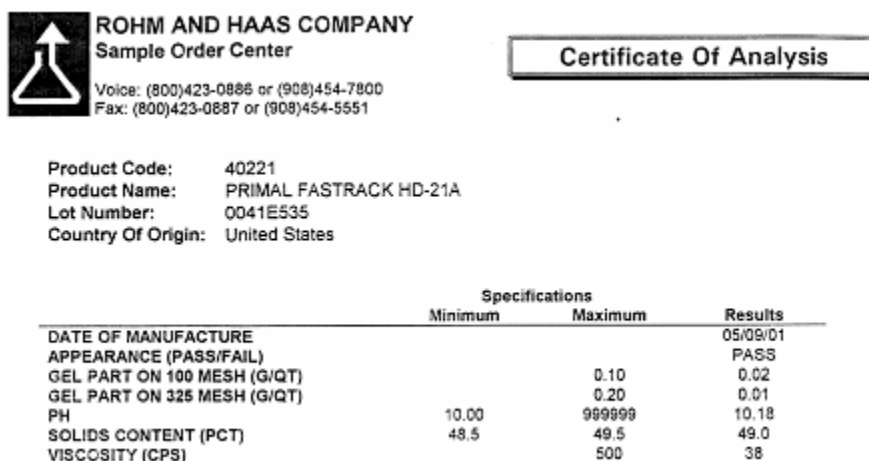 ROHM AND HAAS COMPANY
Sample Order Center
Certificate Of Analysis
Voice: (800)423-0886 or (908)454-7800
Fax: (800)423-0887 or (908)454-5551
Product Code: 40221
Product Name: PRIMAL FASTRACK HD-21A
Lot Number: 0041E535
Country Of Origin: United States
Specifications
Minimum Maximum Results
DATE OF MANUFACTURE 05/09/01
APPEARANCE (PASS/FAIL) PASS
GEL PART ON 100 MESH (G/QT) 0.10 0.02
GEL PART ON 325 MESH (G/QT) 0.20 0.01
PH 10.00 999999 10.18
SOLIDS CONTENT (PCT) 48.5 49.5 49.0
VISCOSITY (CPS) 500 38